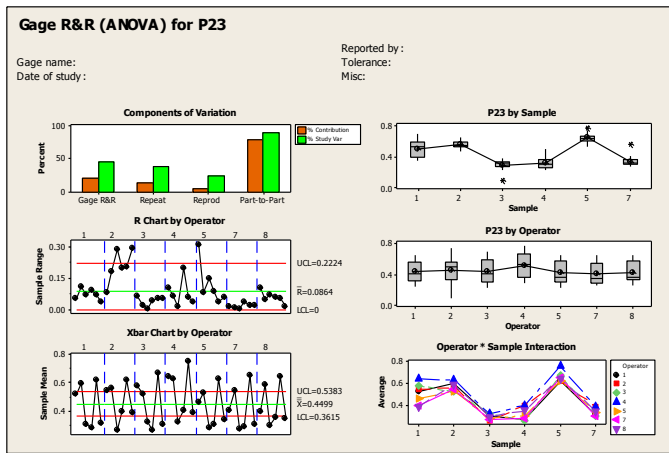 Gage R&R (ANOVA) for P23
Gage name:
Date of study:
Reported by:
Tolerance:
Misc:
Components of Variation
Percent
100
50
0
Gage R&R
Repeat
Reprod
Part-to-Part
% Contribution
% Study Var
R Chart by Operator
1 2 3 4 5 7 8
Sample Range
0.30
0.15
0.00
UCL=0.2224
R=0.0864
LCL=0
Xbar Chart by Operator
1 2 3 4 5 7 8
Sample Mean
0.8
0.6
0.4
UCL=0.5383
X=0.4499
LCL=0.3615
P23 by Sample
0.8
0.4
0.0
1 2 3 4 5 7
Sample
P23 by Operator
0.8
0.4
0.0
1 2 3 4 5 7 8
Operator
Operator * Sample Interaction
Average
0.8
0.6
0.4
1 2 3 4 5 7
Sample
Operator
1
2
3
4
5
7
8